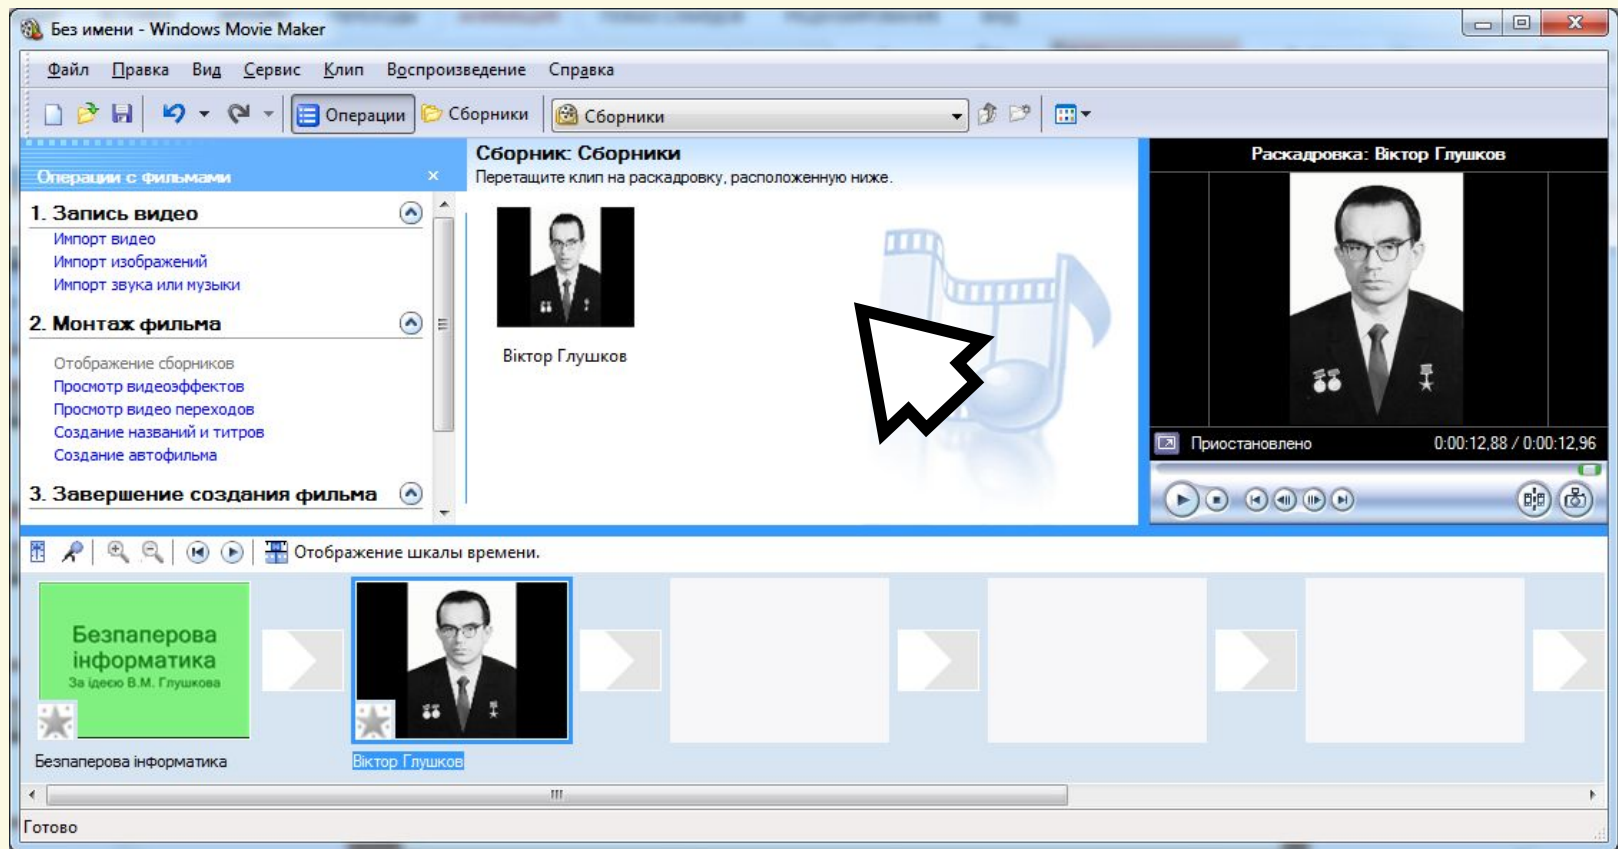 Без имени - Windows Movie Maker
Файл Правка Вид Сервис Клип Воспроизведение Справка
Операции Сборники Сборники
Операции с фильмами
1. Запись видео
Импорт видео
Импорт изображений
Импорт звука или музыки
2. Монтаж фильма
Отображение сборников
Просмотр видеоэффектов
Просмотр видео переходов
Создание названий и титров
Создание автофильма
3. Завершение создания фильма
Сборник: Сборники
Перетащите клип на раскадровку, расположенную ниже.
Віктор Глушков
Раскадровка: Віктор Глушков
Приостановлено 0:00:12,88 / 0:00:12,96
Отображение шкалы времени.
Безпаперова
інформатика
За ідеєю В.М. Глушкова
Безпаперова інформатика
Віктор Глушков
Готово